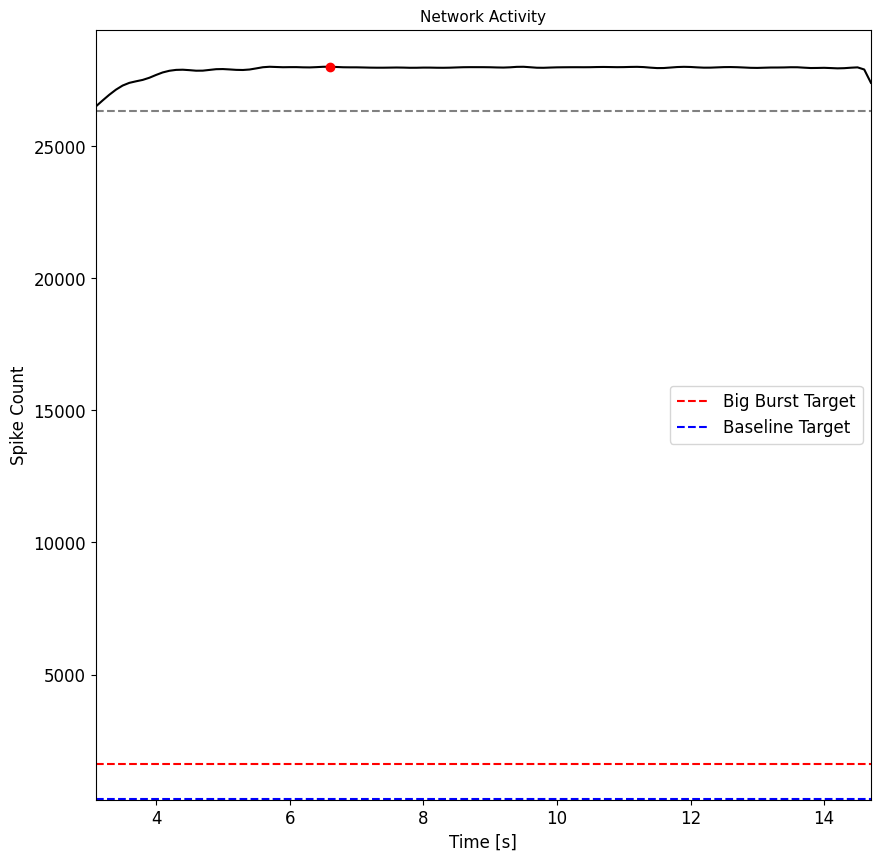 Network Activity
Spike Count
25000
20000
15000
10000
5000
Big Burst Target
Baseline Target
4 6 8 10 12 14
Time [s]